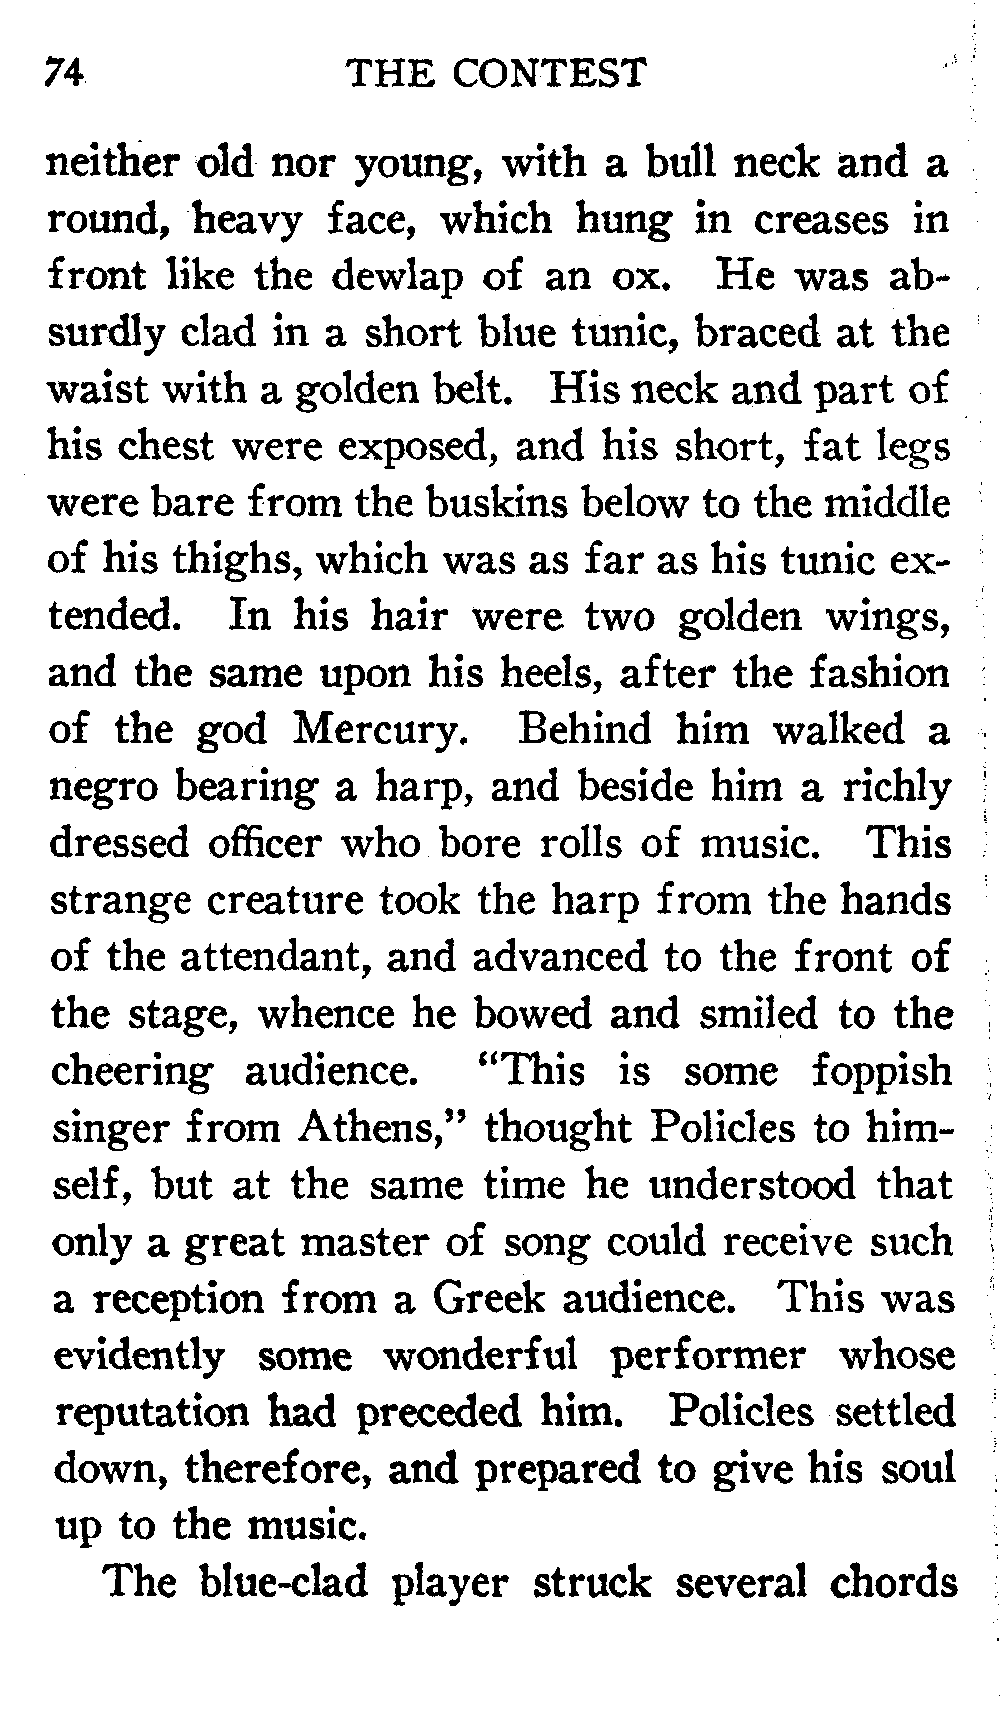 74 THE CONTEST
neither old nor young, with a bull neck and a
round, heavy face, which hung in creases in
front like the dewlap of an ox. He was ab-
surdly clad in a short blue tunic, braced at the
waist with a golden belt. His neck and part of
his chest were exposed, and his short, fat legs
were bare from the buskins below to the middle
of his thighs, which was as far as his tunic ex-
tended. In his hair were two golden wings,
and the same upon his heels, after the fashion
of the god Mercury. Behind him walked a
negro bearing a harp, and beside him a richly
dressed officer who bore rolls of music. This
strange creature took the harp from the hands
of the attendant, and advanced to the front of
the stage, whence he bowed and smiled to the
cheering audience. “This is some foppish
singer from Athens,” thought Policles to him-
self, but at the same time he understood that
only a great master of song could receive such
a reception from a Greek audience. This was
evidently some wonderful performer whose
reputation had preceded him. Policles settled
down, therefore, and prepared to give his soul
up to the music.
The blue-clad player struck several chords